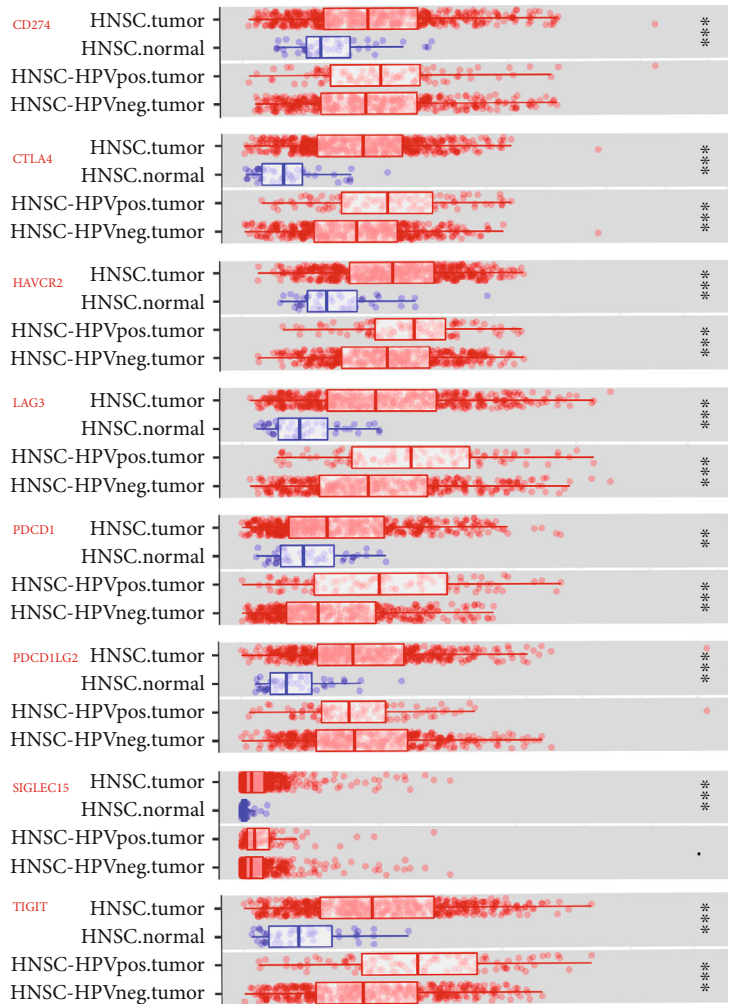 CD274
HNSC.tumor
***
HNSC.normal
HNSC-HPVpos.tumor
HNSC-HPVneg.tumor
CTLA4
HNSC.tumor
***
HNSC.normal
HNSC-HPVpos.tumor
***
HNSC-HPVneg.tumor
HAVCR2
HNSC.tumor
***
HNSC.normal
HNSC-HPVpos.tumor
***
HNSC-HPVneg.tumor
LAG3
HNSC.tumor
***
HNSC.normal
HNSC-HPVpos.tumor
***
HNSC-HPVneg.tumor
PDCD1
HNSC.tumor
**
HNSC.normal
HNSC-HPVpos.tumor
***
HNSC-HPVneg.tumor
PDCD1LG2
HNSC.tumor
***
HNSC.normal
HNSC-HPVpos.tumor
HNSC-HPVneg.tumor
SIGLEC15
HNSC.tumor
***
HNSC.normal
HNSC-HPVpos.tumor
.
HNSC-HPVneg.tumor
TIGIT
HNSC.tumor
***
HNSC.normal
HNSC-HPVpos.tumor
***
HNSC-HPVneg.tumor